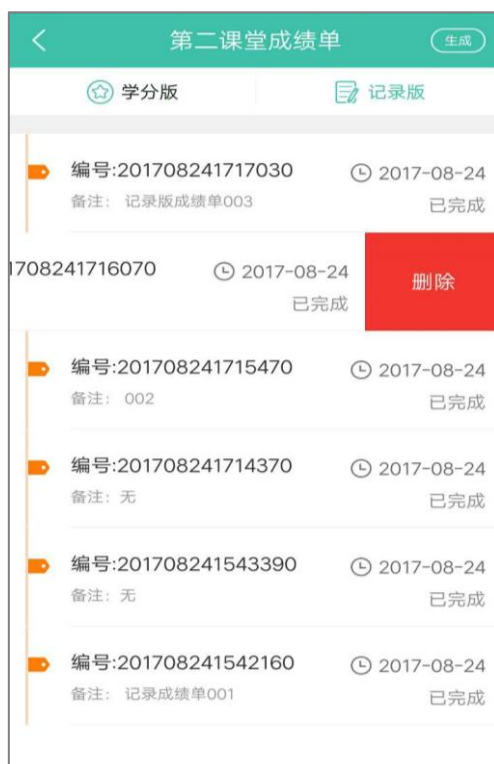 第二课堂成绩单 生成
学分版 记录版
编号:201708241717030 2017-08-24
备注： 记录版成绩单003 已完成
1708241716070 2017-08-24 删除
已完成
编号:201708241715470 2017-08-24
备注： 002 已完成
编号:201708241714370 2017-08-24
备注：无 已完成
编号:201708241543390 2017-08-24
备注：无 已完成
编号:201708241542160 2017-08-24
备注： 记录成绩单001 已完成